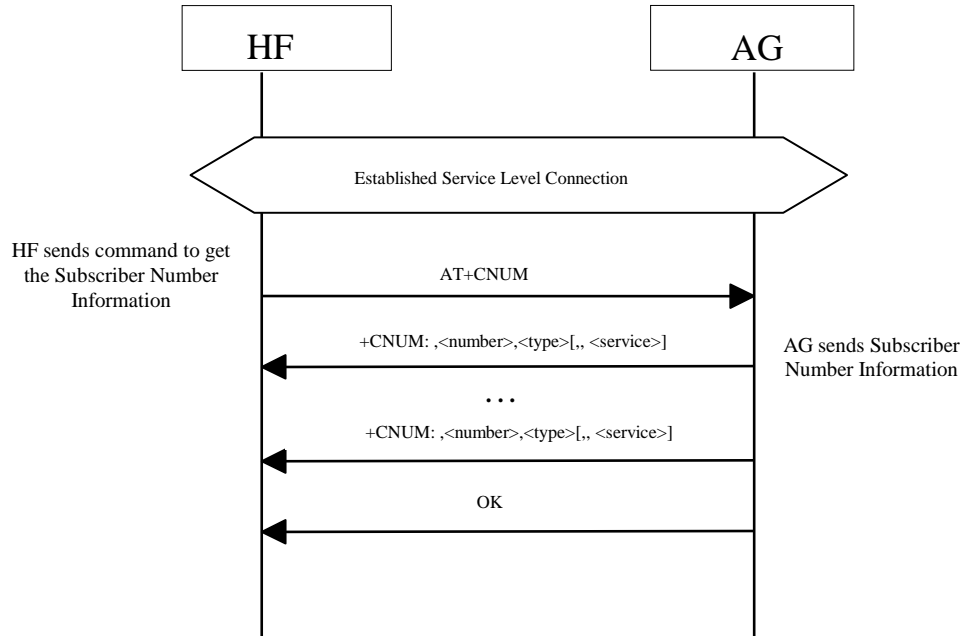 HF
AG
Established Service Level Connection
HF sends command to get
the Subscriber Number
Information
AT+CNUM
+CNUM: ,<number>,<type>[,, <service>]
AG sends Subscriber
Number Information
...
+CNUM: ,<number>,<type>[,, <service>]
OK